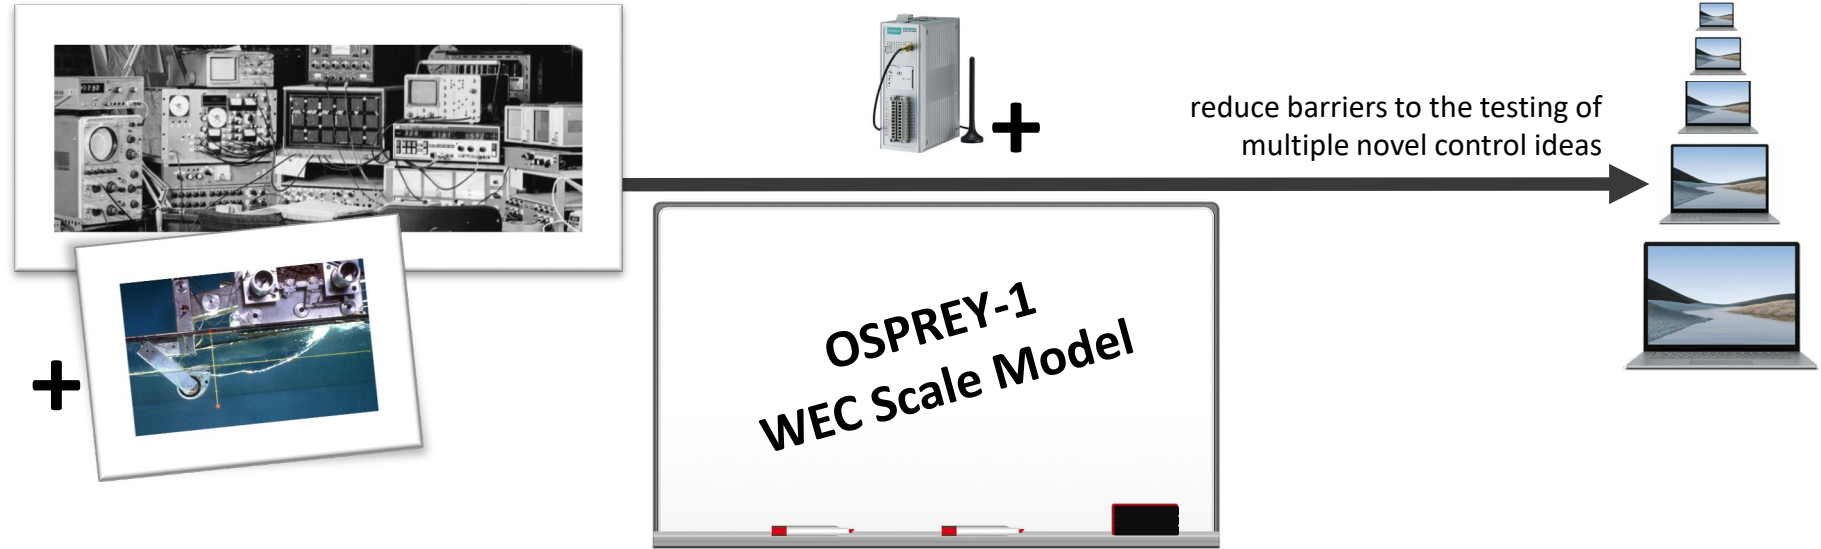 reduce barriers to the testing of
multiple novel control ideas
OSPREY-1
WEC Scale Model